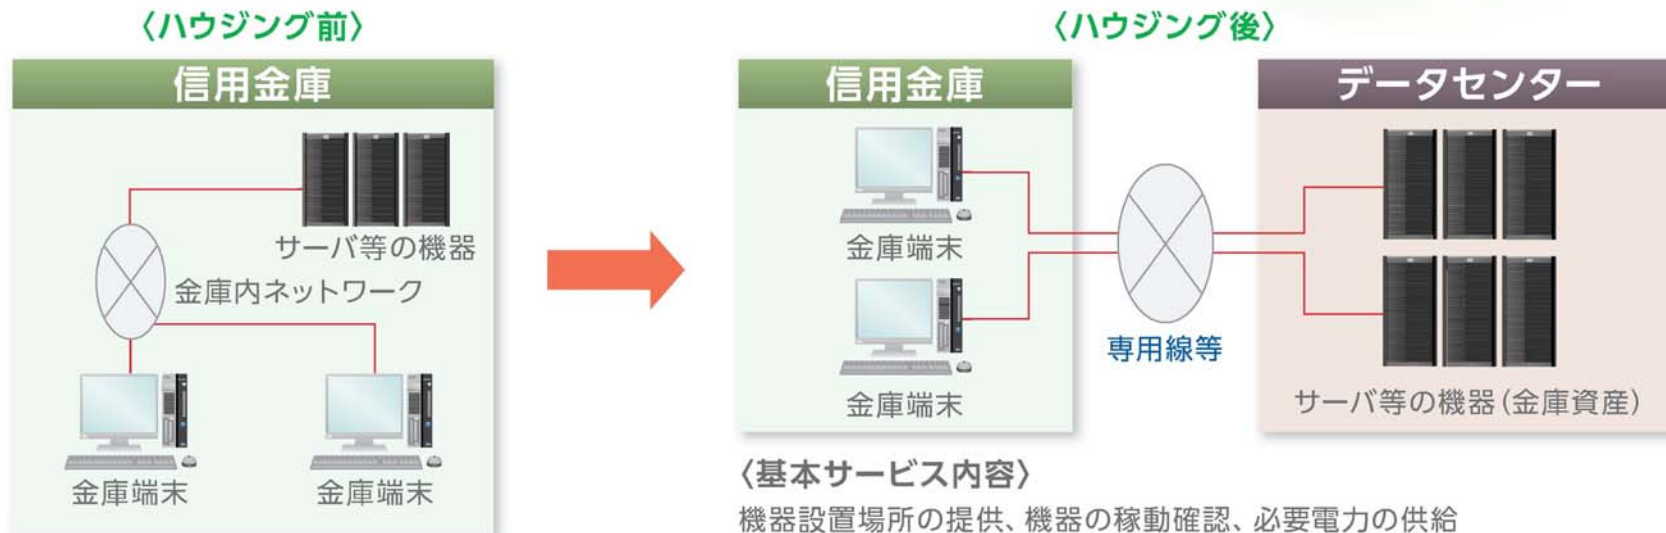 〈ハウジング前〉
信用金庫
サーバ等の機器
金庫内ネットワーク
金庫端末
金庫端末
〈ハウジング後〉
信用金庫
金庫端末
金庫端末
専用線等
データセンター
サーバ等の機器(金庫資産)
〈基本サービス内容〉
機器設置場所の提供、機器の稼動確認、必要電力の供給